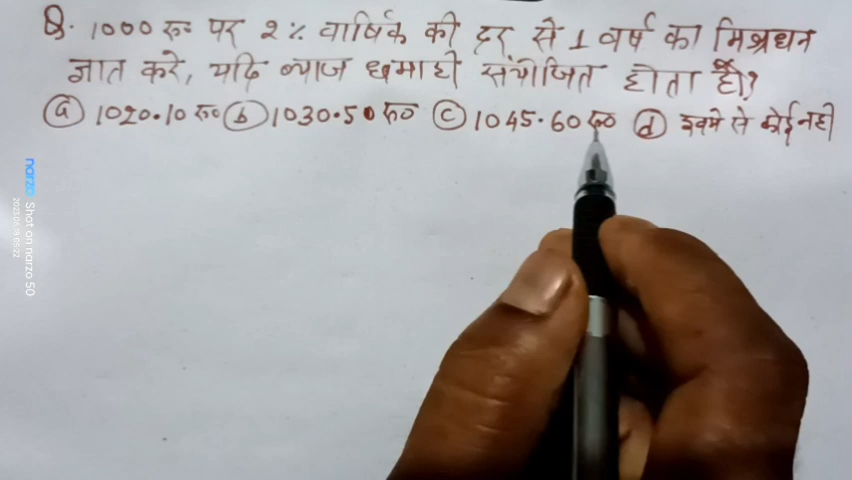 Q. 1000 रू० पर 2% वार्षिक की दर से 1 वर्ष का मिश्रधन
ज्ञात करे, यदि ब्याज छमाही संयोजित होता हो?
(a) 1020.10 रू० (b) 1030.50 रू० (c) 1045.60 रू० (d) इनमे से कोई नही
narzo Shot on narzo 50